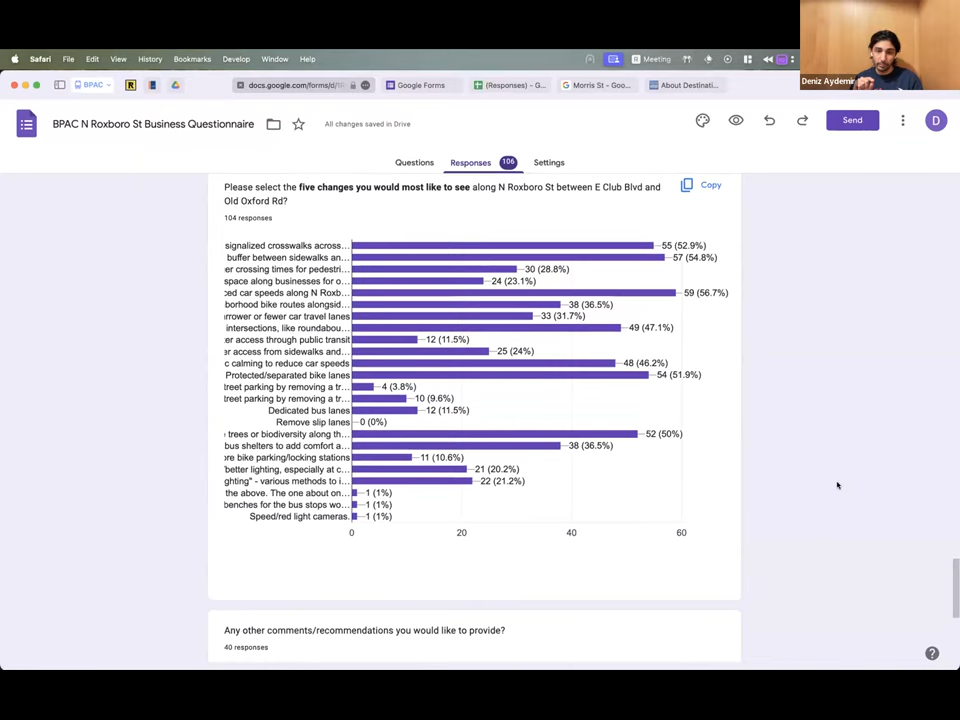 Safari File Edit View History Bookmarks Develop Window Help Meeting
BPAC docs.google.com/forms/d/1 Google Forms (Responses) - G... Morris St - Goo... About Destinati...
Deniz Aydemir
BPAC N Roxboro St Business Questionnaire All changes saved in Drive Send D
Questions Responses 106 Settings
Please select the five changes you would most like to see along N Roxboro St between E Club Blvd and
Old Oxford Rd?
Copy
104 responses
signalized crosswalks across... 55 (52.9%)
buffer between sidewalks an... 57 (54.8%)
er crossing times for pedestri... 30 (28.8%)
space along businesses for o... 24 (23.1%)
ced car speeds along N Roxb... 59 (56.7%)
borhood bike routes alongsid... 38 (36.5%)
arrower or fewer car travel lanes 33 (31.7%)
intersections, like roundabou... 49 (47.1%)
ter access through public transit 12 (11.5%)
er access from sidewalks and... 25 (24%)
c calming to reduce car speeds 48 (46.2%)
Protected/separated bike lanes 54 (51.9%)
treet parking by removing a tr... 4 (3.8%)
street parking by removing a tr... 10 (9.6%)
Dedicated bus lanes 12 (11.5%)
Remove slip lanes 0 (0%)
trees or biodiversity along th... 52 (50%)
bus shelters to add comfort a... 38 (36.5%)
ore bike parking/locking stations 11 (10.6%)
/better lighting, especially at c... 21 (20.2%)
ghting" - various methods to i... 22 (21.2%)
the above. The one about on... 1 (1%)
benches for the bus stops wo... 1 (1%)
Speed/red light cameras. 1 (1%)
0 20 40 60
Any other comments/recommendations you would like to provide?
40 responses